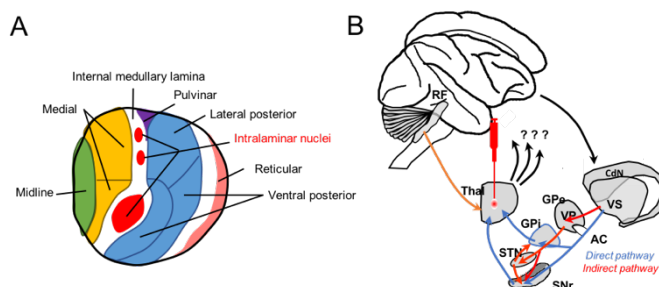 A
Internal medullary lamina
Pulvinar
Medial
Lateral posterior
Intralaminar nuclei
Reticular
Midline
Ventral posterior
B
RF
? ? ?
Thal
CdN
GPe
VS
VP
GPi
AC
STN
Direct pathway
Indirect pathway
SNr